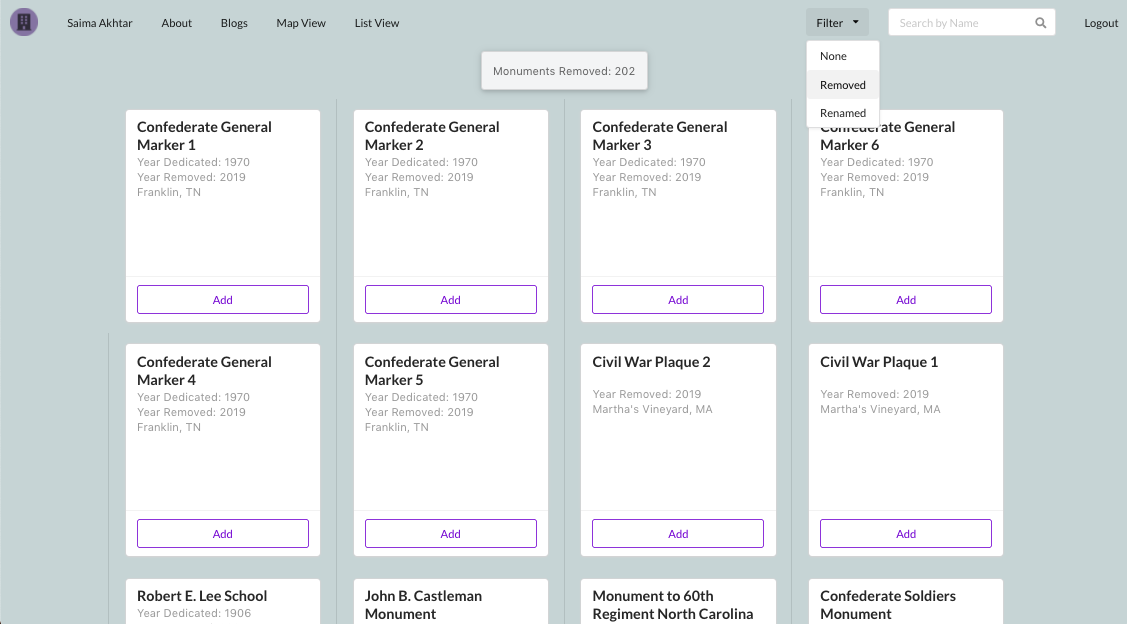 Saima Akhtar
About
Blogs
Map View
List View
Filter
Search by Name
Logout
None
Removed
Renamed
Monuments Removed: 202
Confederate General
Marker 1
Year Dedicated: 1970
Year Removed: 2019
Franklin, TN
Add
Confederate General
Marker 2
Year Dedicated: 1970
Year Removed: 2019
Franklin, TN
Add
Confederate General
Marker 3
Year Dedicated: 1970
Year Removed: 2019
Franklin, TN
Add
Confederate General
Marker 6
Year Dedicated: 1970
Year Removed: 2019
Franklin, TN
Add
Confederate General
Marker 4
Year Dedicated: 1970
Year Removed: 2019
Franklin, TN
Add
Confederate General
Marker 5
Year Dedicated: 1970
Year Removed: 2019
Franklin, TN
Add
Civil War Plaque 2
Year Removed: 2019
Martha's Vineyard, MA
Add
Civil War Plaque 1
Year Removed: 2019
Martha's Vineyard, MA
Add
Robert E. Lee School
Year Dedicated: 1906
John B. Castleman
Monument
Monument to 60th
Regiment North Carolina
Confederate Soldiers
Monument